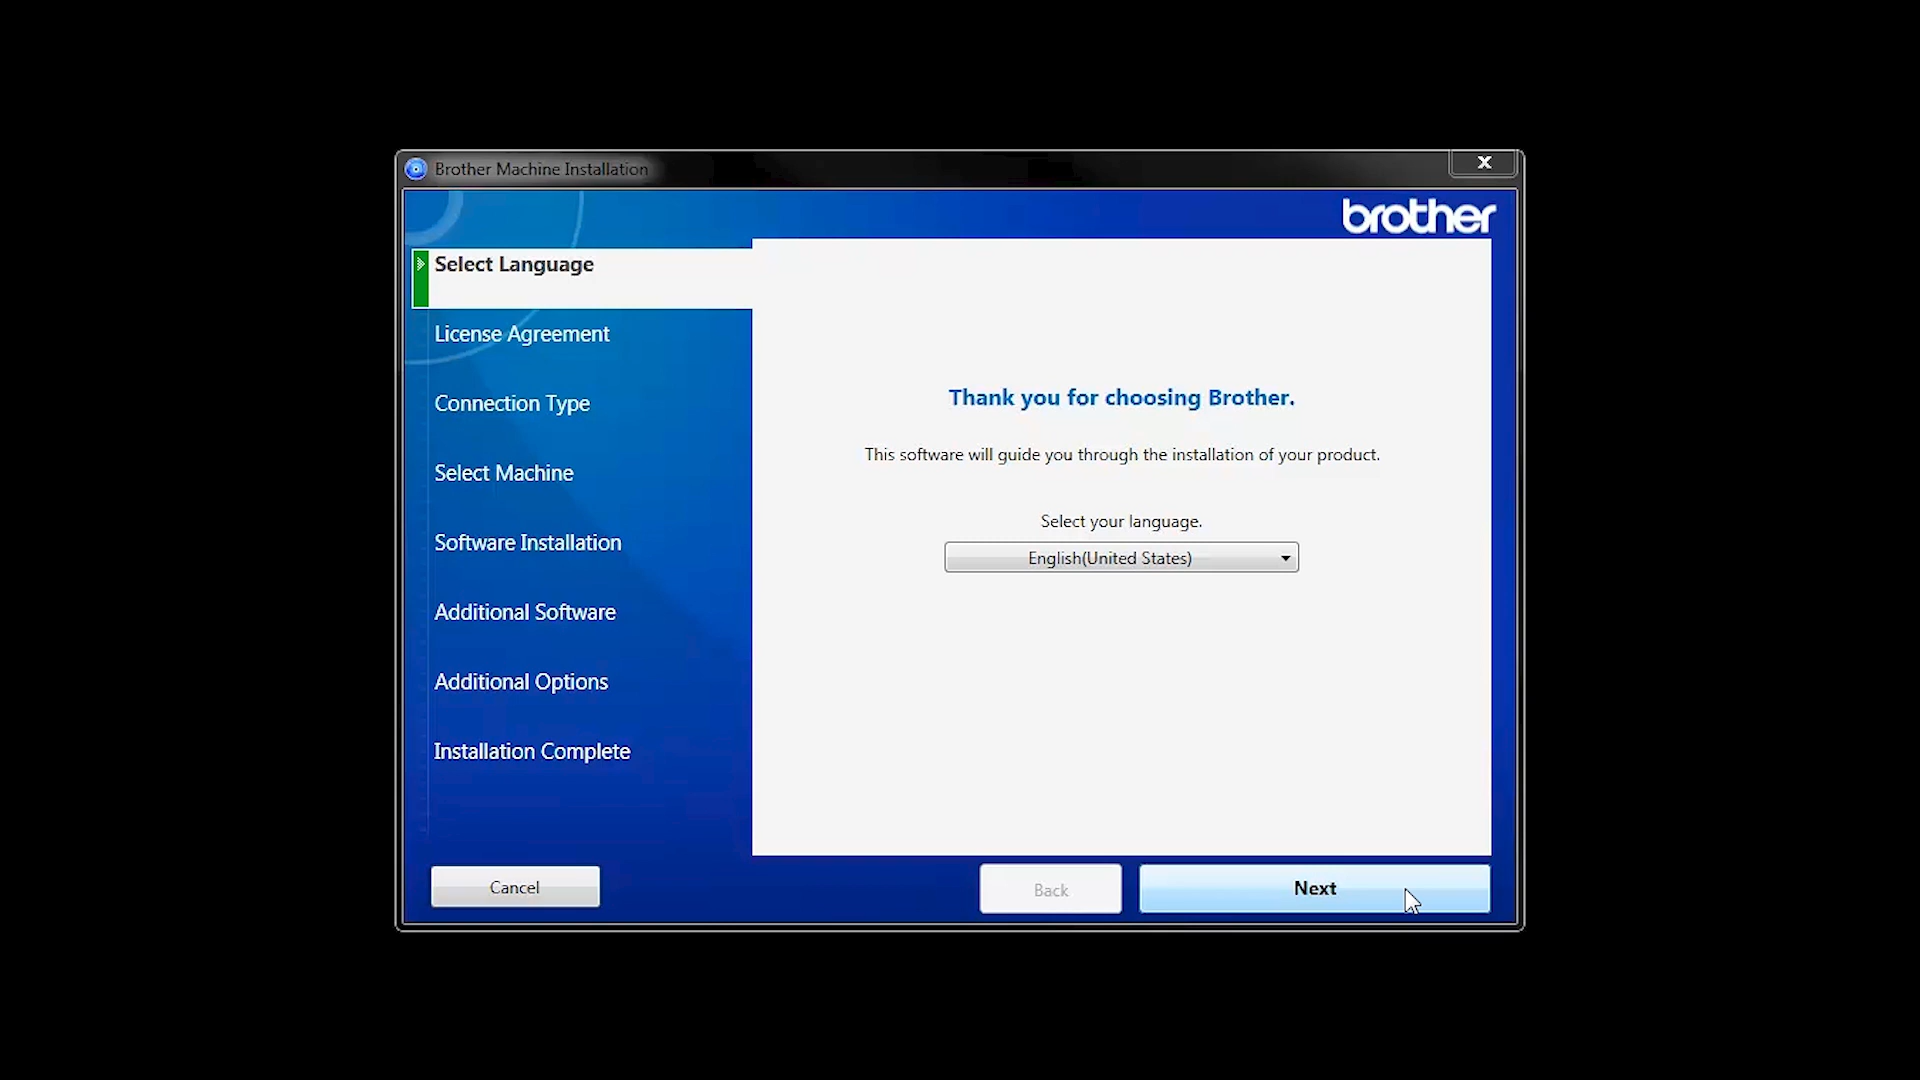 Brother Machine Installation
X
brother
Select Language
License Agreement
Connection Type
Select Machine
Software Installation
Additional Software
Additional Options
Installation Complete
Thank you for choosing Brother.
This software will guide you through the installation of your product.
Select your language.
English(United States)
Cancel
Back
Next